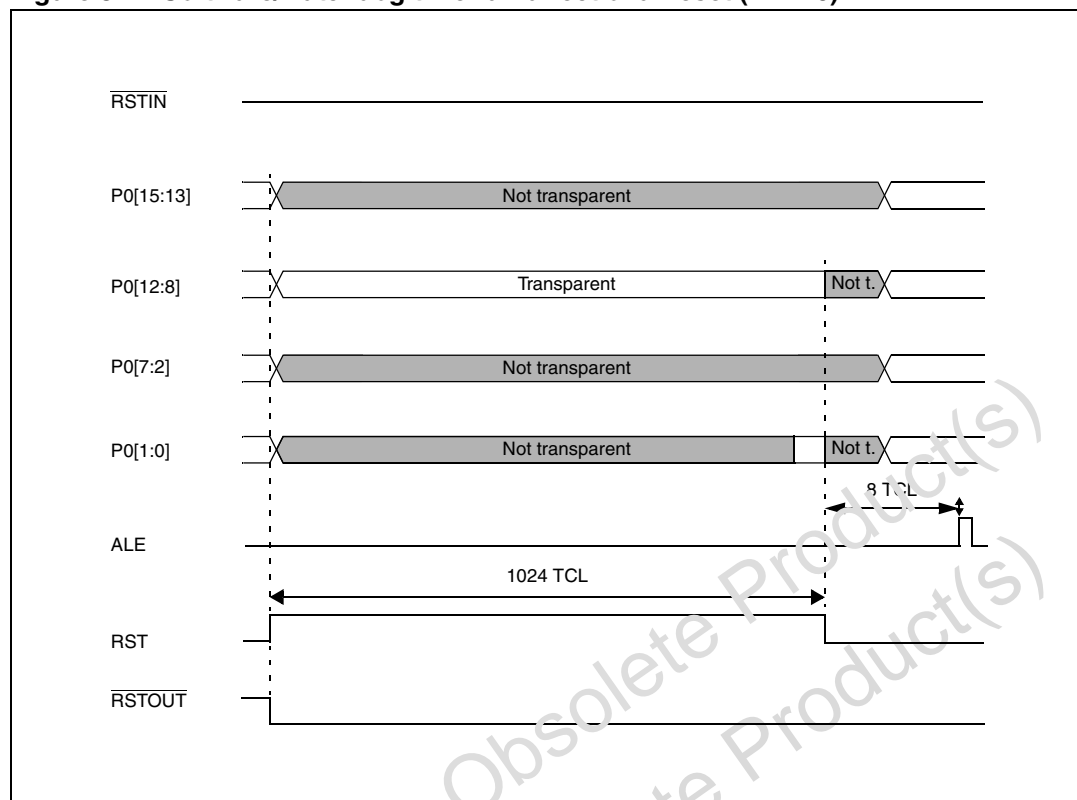 RSTIN
P0[15:13]
Not transparent
P0[12:8]
Transparent
Not t.
P0[7:2]
Not transparent
P0[1:0]
Not transparent
Not t.
8 TCL
ALE
1024 TCL
RST
RSTOUT
Obsolete Product(s)
Obsolete Product(s)